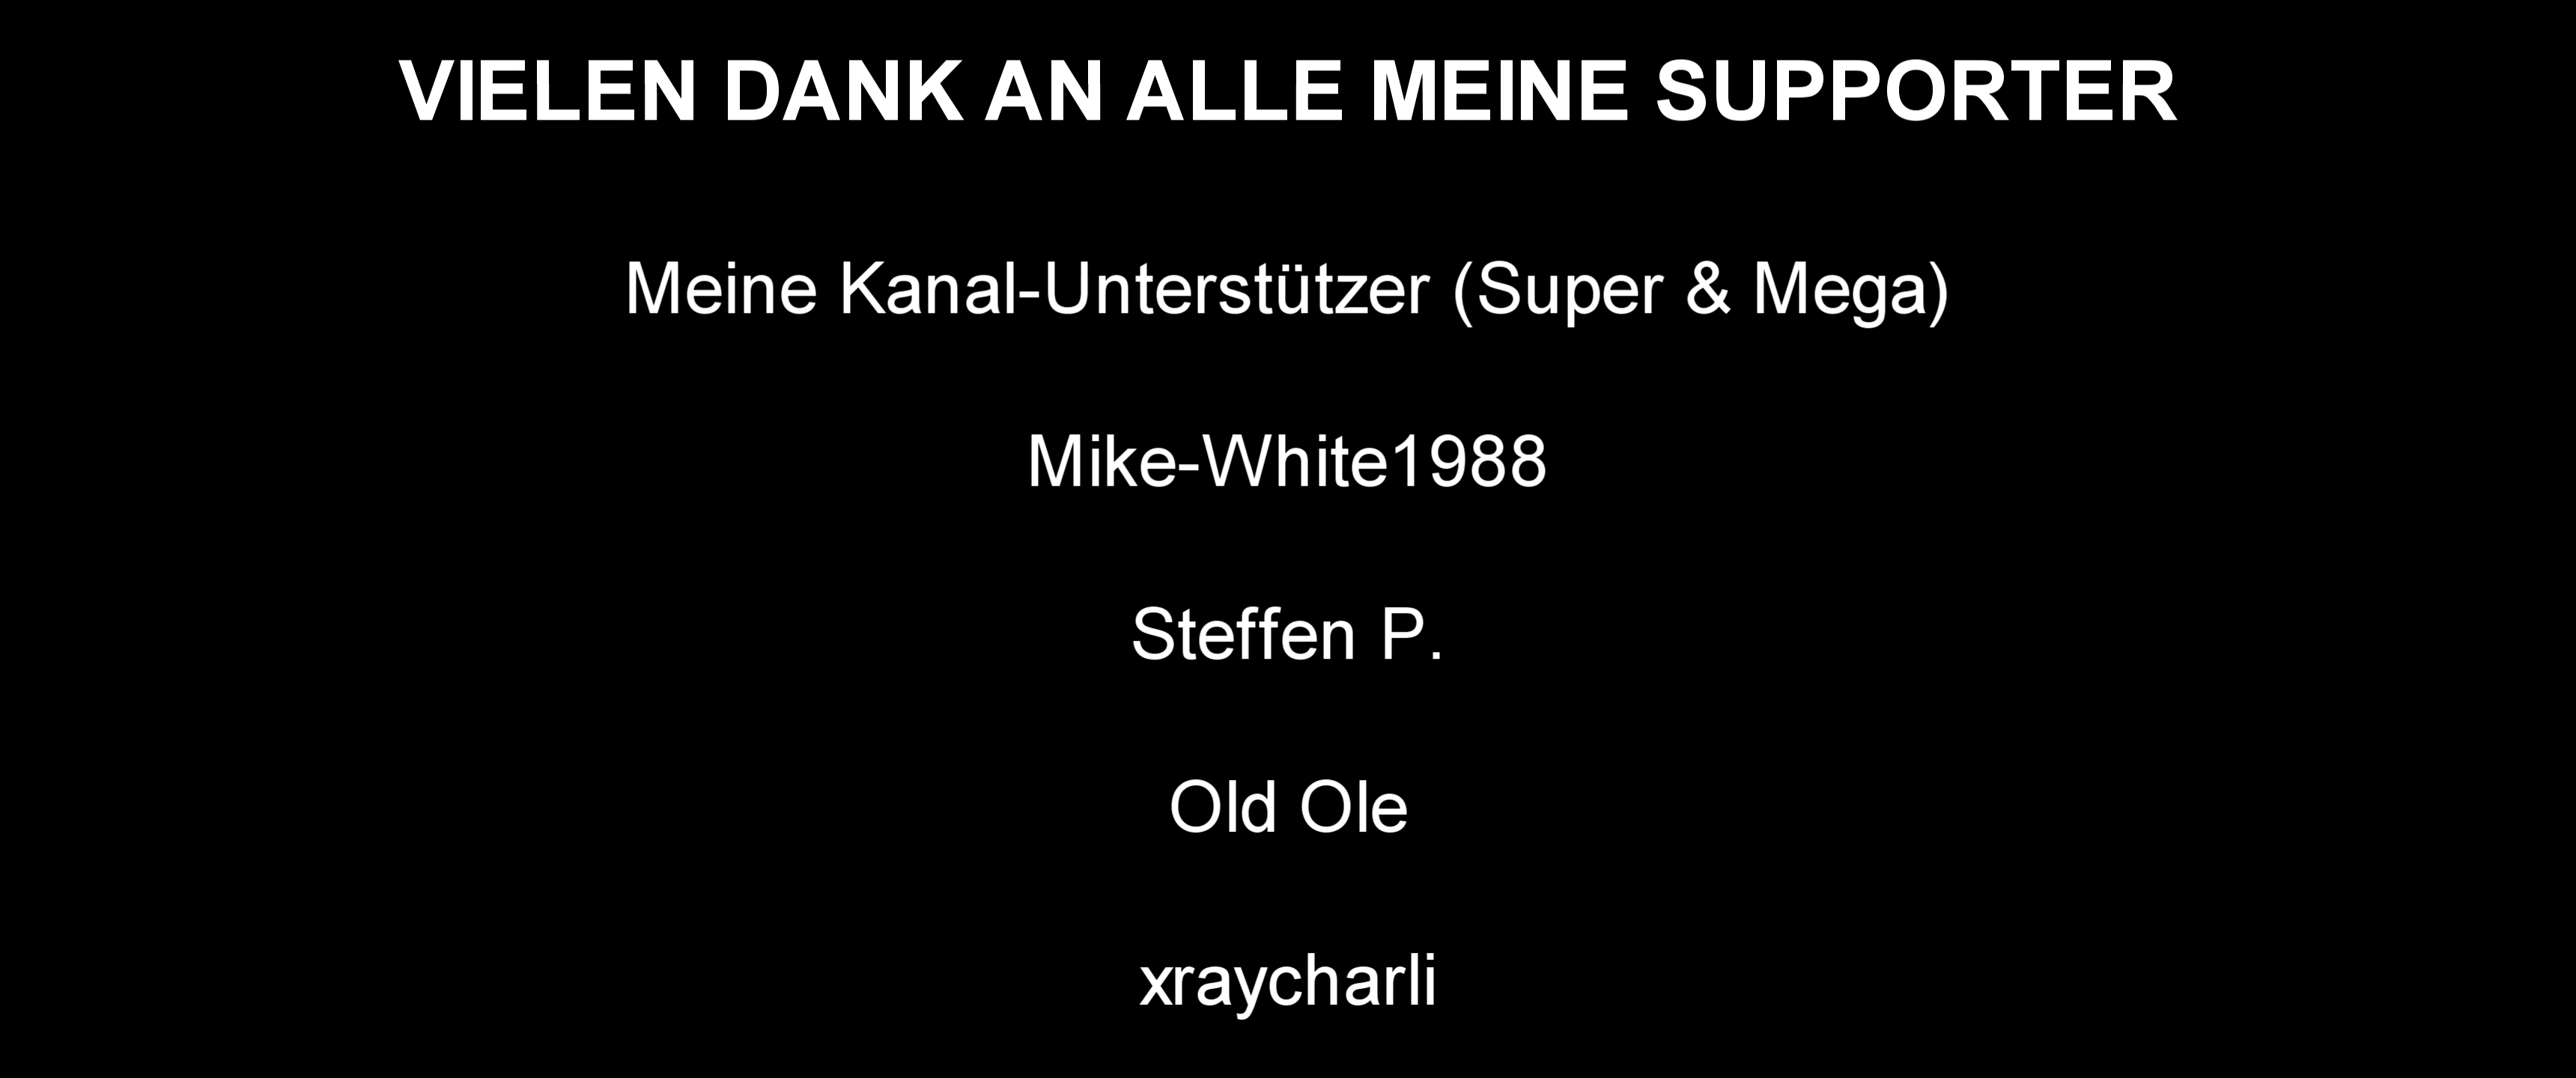 VIELEN DANK AN ALLE MEINE SUPPORTER
Meine Kanal-Unterstützer (Super & Mega)
Mike-White1988
Steffen P.
Old Ole
xraycharli